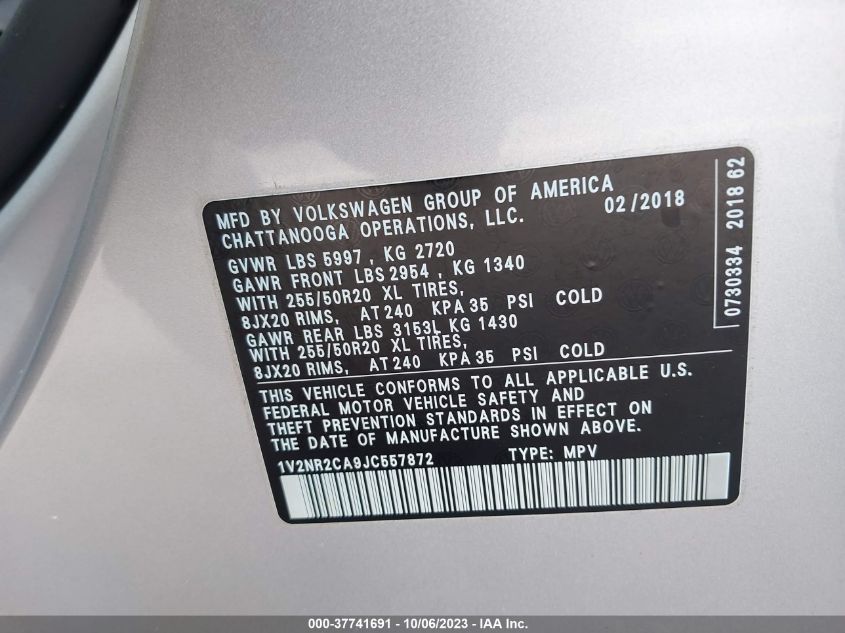 MFD BY VOLKSWAGEN GROUP OF AMERICA
CHATTANOOGA OPERATIONS, LLC. 02/2018
GVWR LBS 5997 , KG 2720
GAWR FRONT LBS 2954 , KG 1340
WITH 255/50R20 XL TIRES,
8JX20 RIMS, AT 240 KPA 35 PSI COLD
GAWR REAR LBS 3153L KG 1430
WITH 255/50R20 XL TIRES,
8JX20 RIMS, AT 240 KPA 35 PSI COLD
THIS VEHICLE CONFORMS TO ALL APPLICABLE U.S.
FEDERAL MOTOR VEHICLE SAFETY AND
THEFT PREVENTION STANDARDS IN EFFECT ON
THE DATE OF MANUFACTURE SHOWN ABOVE.
1V2NR2CA9JC557872 TYPE: MPV
0730334 2018 62
000-37741691 - 10/06/2023 - IAA Inc.